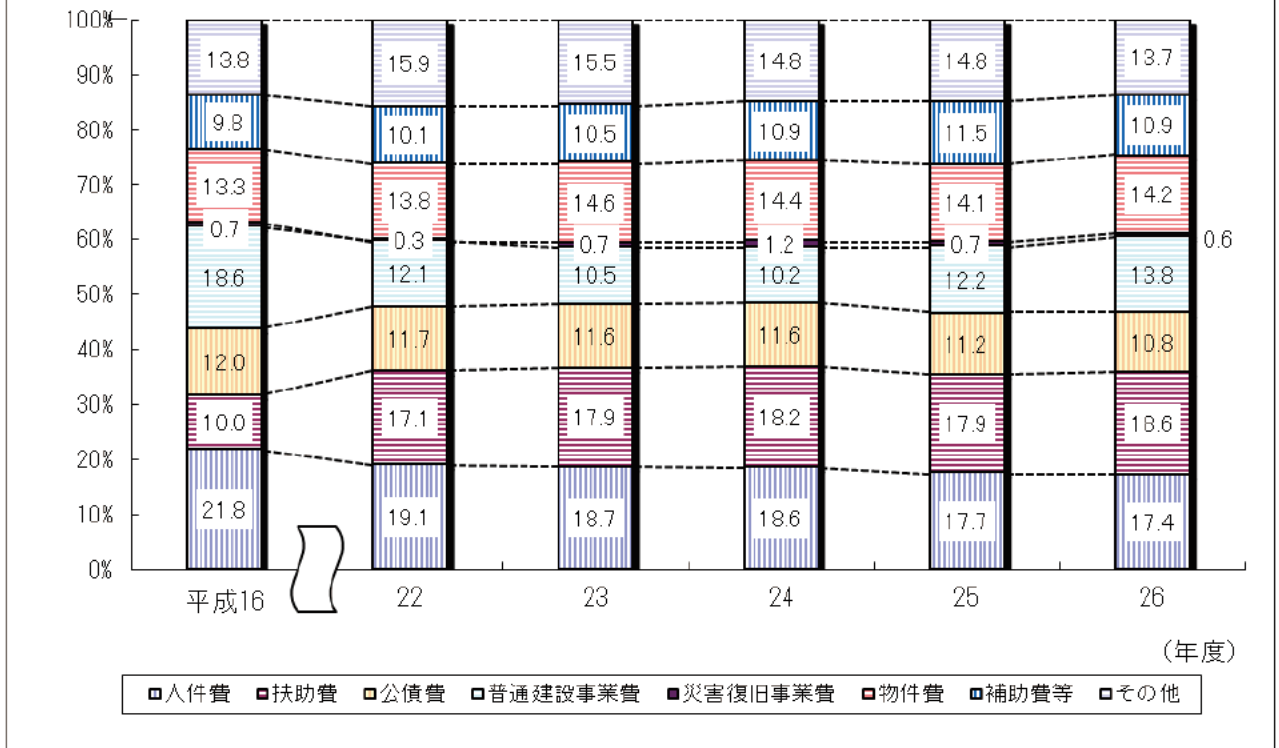 100%
90%
80%
70%
60%
50%
40%
30%
20%
10%
0%
13.8 15.9 15.5 14.8 14.8 13.7
9.8 10.1 10.5 10.9 11.5 10.9
13.3 13.8 14.6 14.4 14.1 14.2
0.7 0.3 0.7 1.2 0.7 0.6
18.6 12.1 10.5 10.2 12.2 13.8
12.0 11.7 11.6 11.6 11.2 10.8
10.0 17.1 17.9 18.2 17.9 18.6
21.8 19.1 18.7 18.6 17.7 17.4
平成16 22 23 24 25 26
(年度)
人件費 扶助費 公債費 普通建設事業費 災害復旧事業費 物件費 補助費等 その他